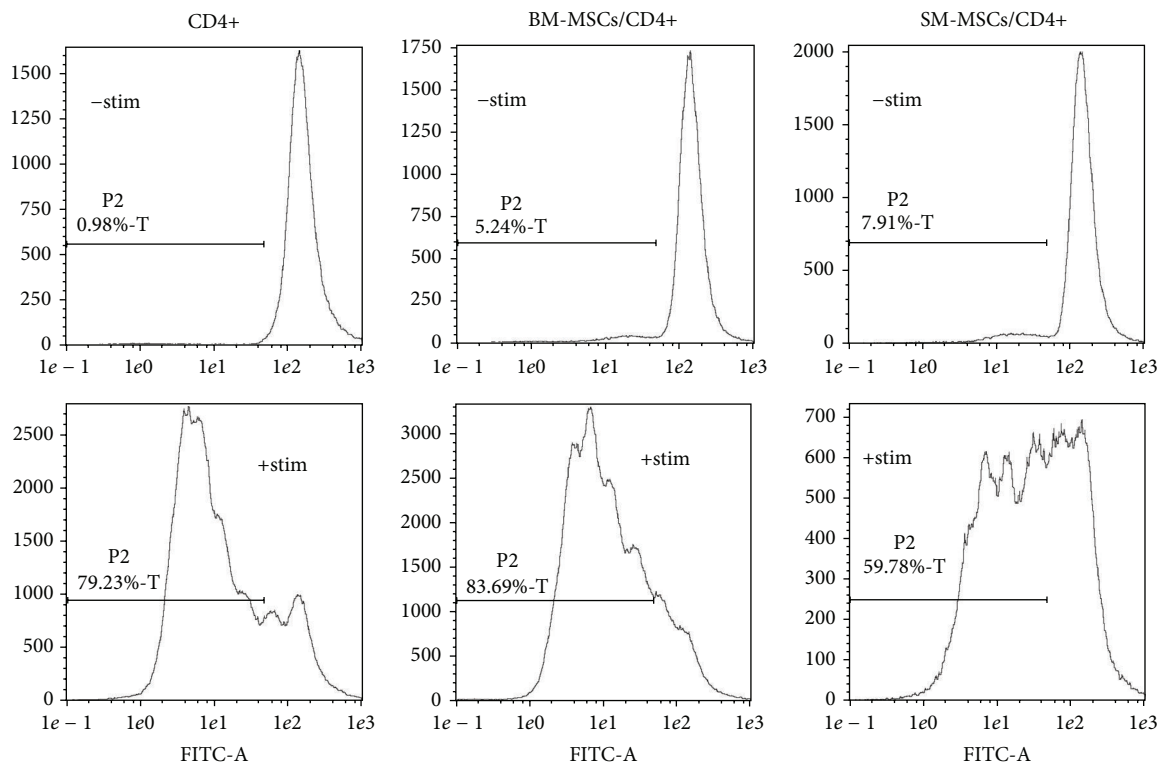 CD4+
BM-MSCs/CD4+
SM-MSCs/CD4+
1500
1250
1000
750
500
250
0
−stim
P2
0.98%-T
1e − 1
1e0
1e1
1e2
1e3
1750
1500
1250
1000
750
500
250
0
−stim
P2
5.24%-T
1e − 1
1e0
1e1
1e2
1e3
2000
1500
1000
500
0
−stim
P2
7.91%-T
1e − 1
1e0
1e1
1e2
1e3
2500
2000
1500
1000
500
0
+stim
P2
79.23%-T
1e − 1
1e0
1e1
1e2
1e3
FITC-A
3000
2500
2000
1500
1000
500
0
+stim
P2
83.69%-T
1e − 1
1e0
1e1
1e2
1e3
FITC-A
700
600
500
400
300
200
100
0
+stim
P2
59.78%-T
1e − 1
1e0
1e1
1e2
1e3
FITC-A